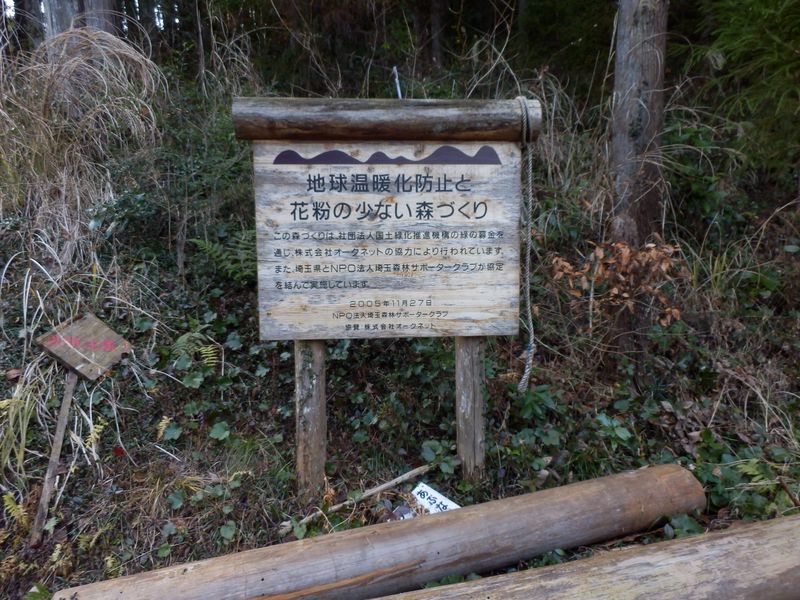 地球温暖化防止と
花粉の少ない森づくり
この森づくりは、社団法人国土緑化推進機構の緑の募金を
通じ、株式会社オークネットの協力により行われています。
また、埼玉県とNPO法人埼玉森林サポータークラブが協定
を結んで実施しています。
2005年11月27日
NPO法人埼玉森林サポータークラブ
協賛 株式会社オークネット